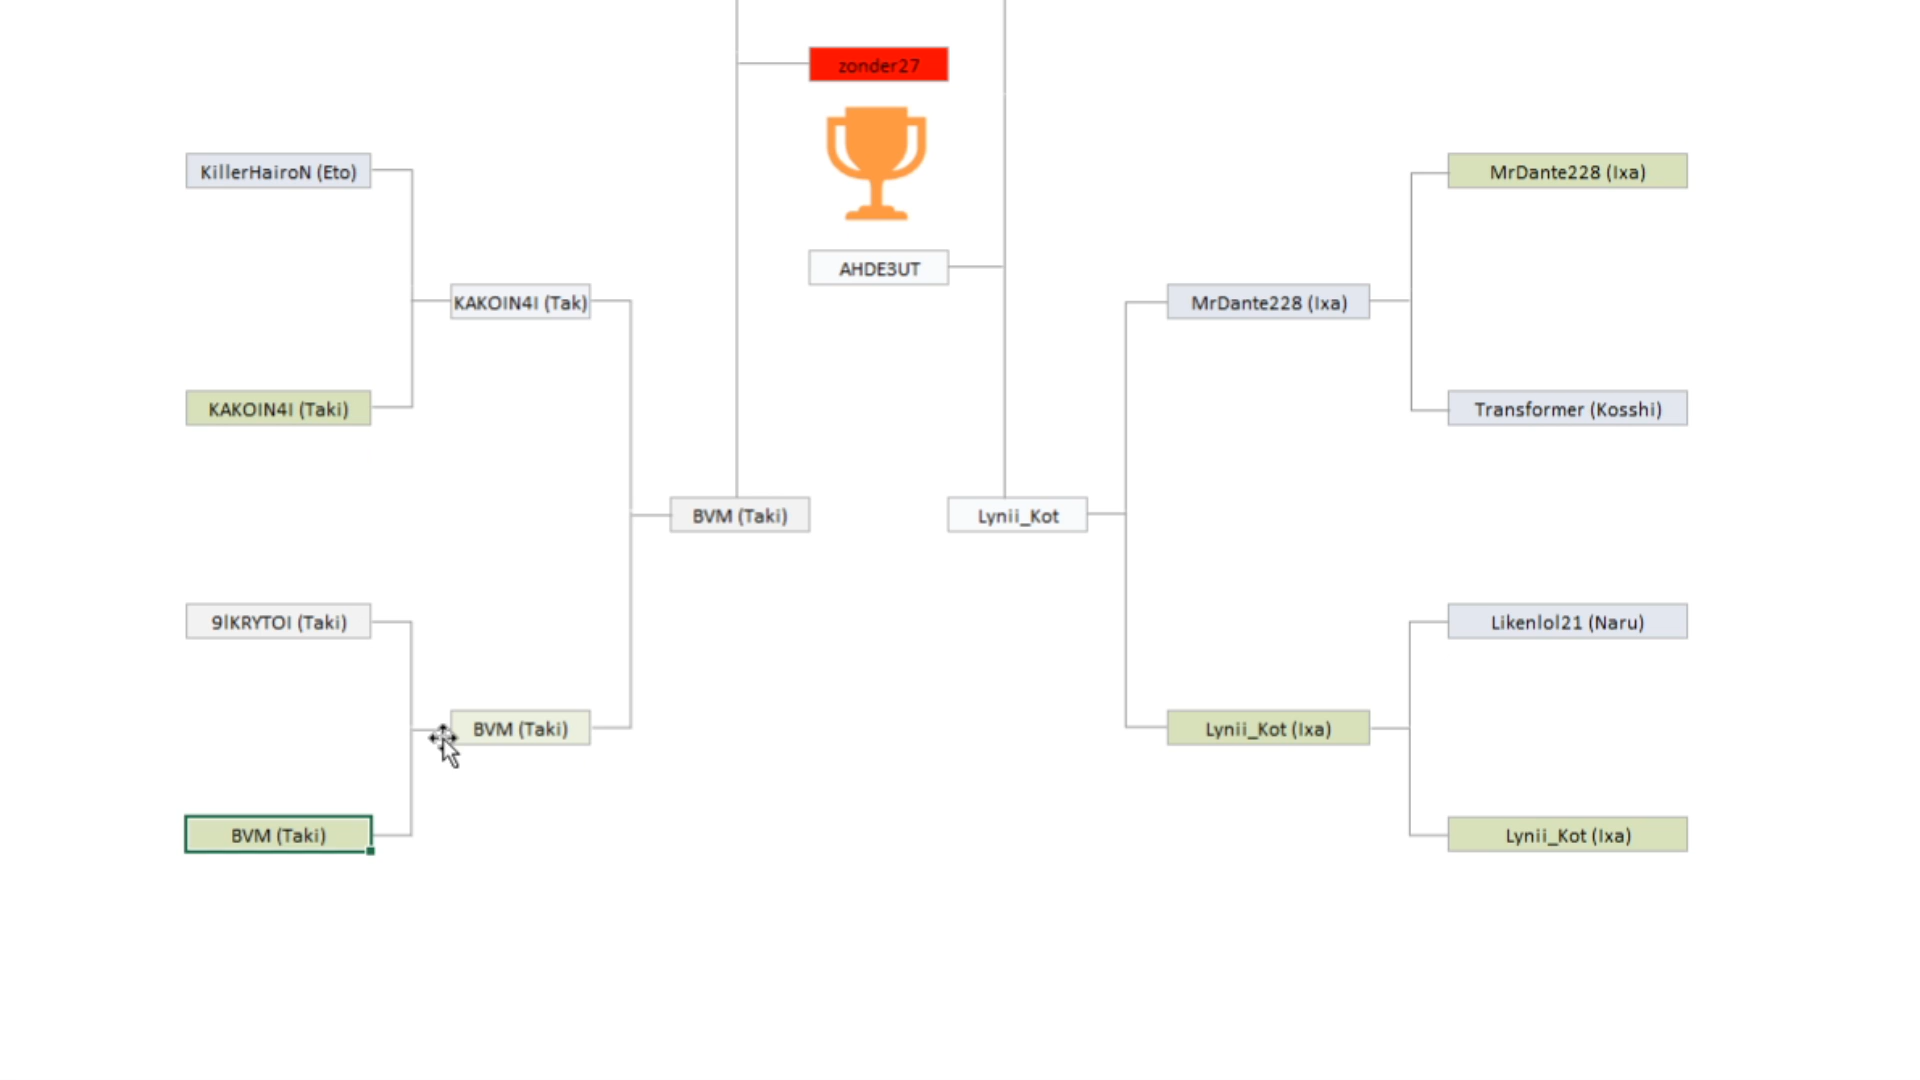 zonder27
KillerHairoN (Eto)
MrDante228 (Ixa)
AHDE3UT
KAKOIN4I (Tak)
MrDante228 (Ixa)
KAKOIN4I (Taki)
Transformer (Kosshi)
BVM (Taki)
Lynii_Kot
9lKRYTOI (Taki)
Likenlol21 (Naru)
BVM (Taki)
Lynii_Kot (Ixa)
BVM (Taki)
Lynii_Kot (Ixa)